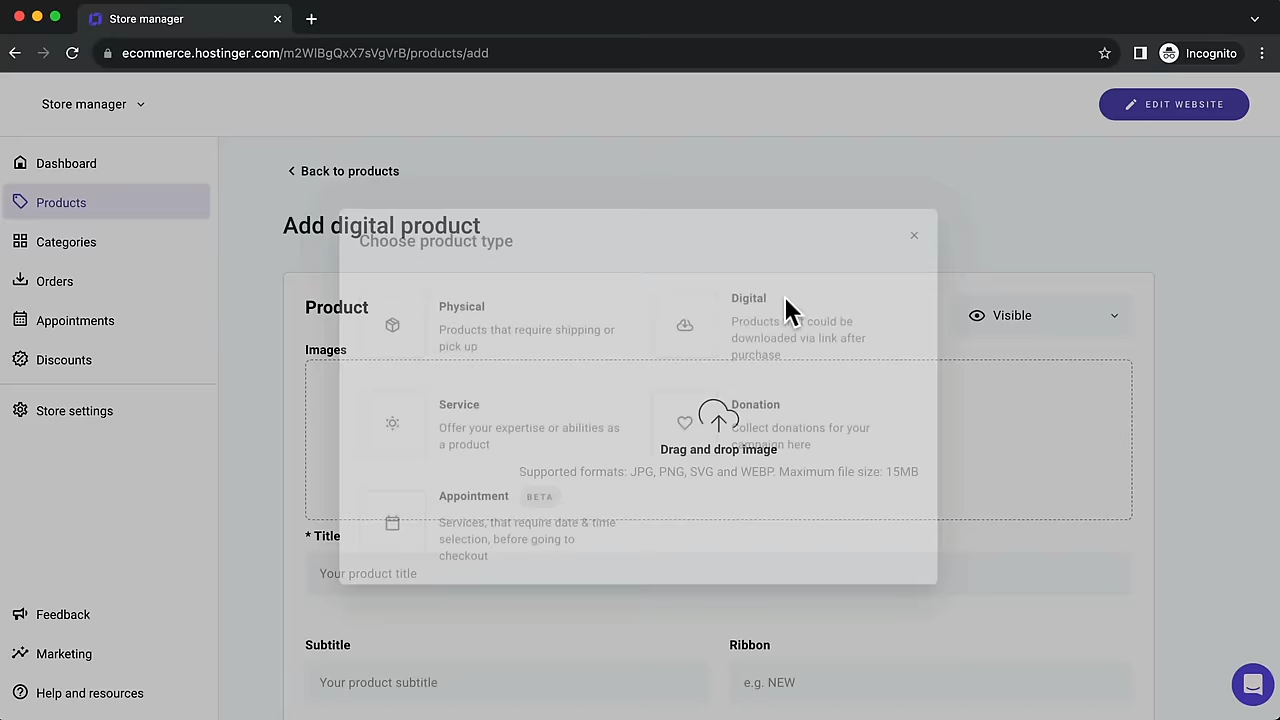 Store manager
ecommerce.hostinger.com/m2WlBgQxX7sVgVrB/products/add
Incognito
Store manager
EDIT WEBSITE
Dashboard
Products
Categories
Orders
Appointments
Discounts
Store settings
Feedback
Marketing
Help and resources
Back to products
Add digital product
Choose product type
Product
Visible
Images
Physical
Products that require shipping or
pick up
Digital
Products that could be
downloaded via link after
purchase
Service
Offer your expertise or abilities as
a product
Donation
Collect donations for your
campaign here
Drag and drop image
Supported formats: JPG, PNG, SVG and WEBP. Maximum file size: 15MB
Appointment BETA
Services, that require date & time
selection, before going to
checkout
* Title
Your product title
Subtitle
Your product subtitle
Ribbon
e.g. NEW